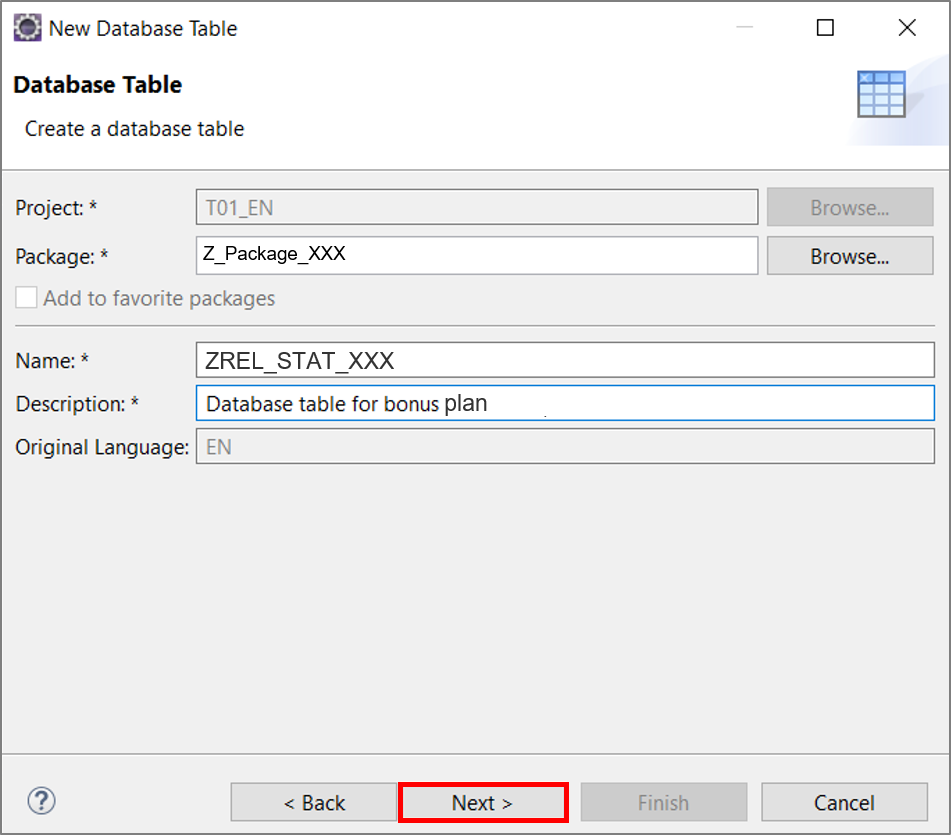 New Database Table
Database Table
Create a database table
Project: * T01_EN Browse...
Package: * Z_Package_XXX Browse...
Add to favorite packages
Name: * ZREL_STAT_XXX
Description: * Database table for bonus plan
Original Language: EN
? < Back Next > Finish Cancel